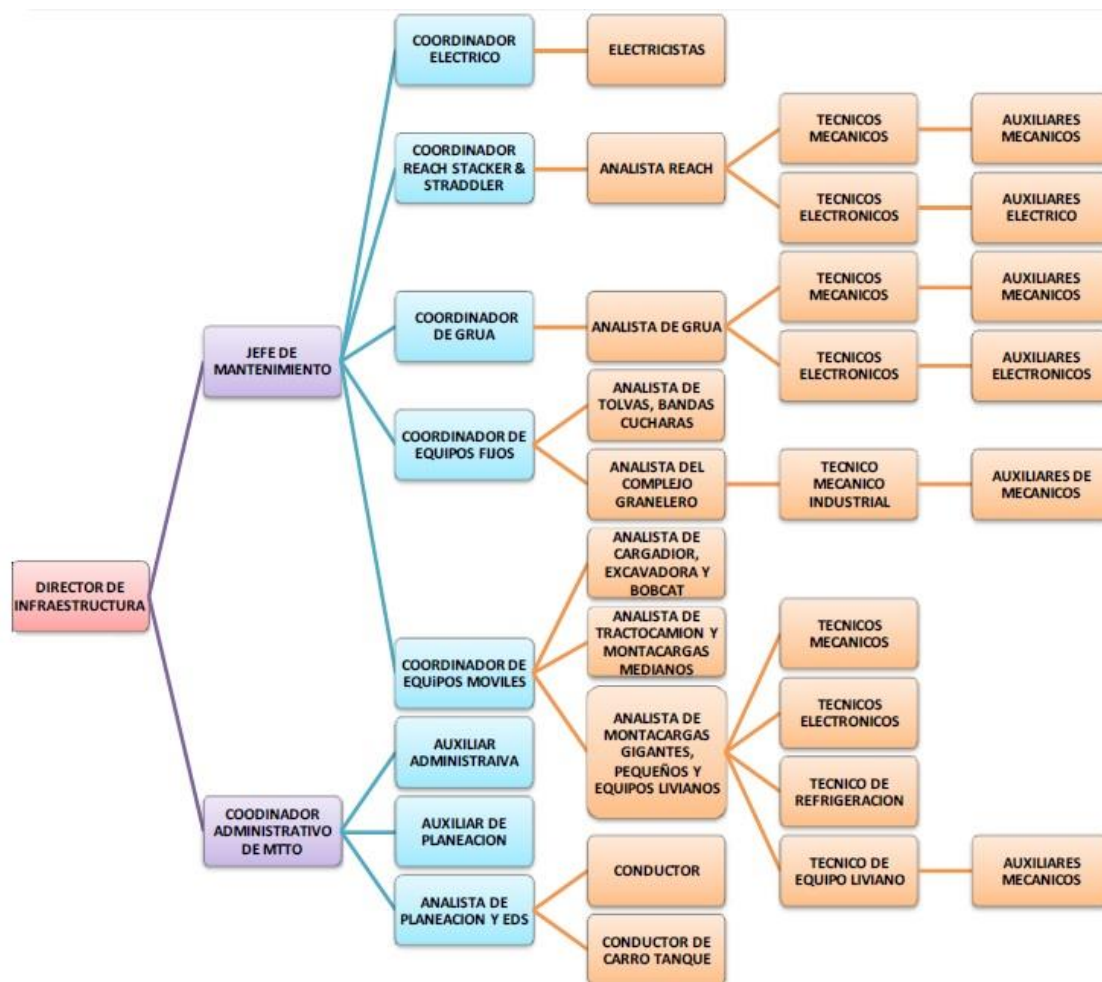 COORDINADOR
ELECTRICO
ELECTRICISTAS
COORDINADOR
REACH STACKER &
STRADDLER
ANALISTA REACH
TECNICOS
MECANICOS
AUXILIARES
MECANICOS
TECNICOS
ELECTRONICOS
AUXILIARES
ELECTRICO
COORDINADOR
DE GRUA
ANALISTA DE GRUA
TECNICOS
MECANICOS
AUXILIARES
MECANICOS
TECNICOS
ELECTRONICOS
AUXILIARES
ELECTRONICOS
JEFE DE
MANTENIMIENTO
COORDINADOR DE
EQUIPOS FIJOS
ANALISTA DE
TOLVAS, BANDAS
CUCHARAS
ANALISTA DEL
COMPLEJO
GRANELERO
TECNICO
MECANICO
INDUSTRIAL
AUXILIARES DE
MECANICOS
DIRECTOR DE
INFRAESTRUCTURA
COORDINADOR DE
EQUiPOS MOVILES
ANALISTA DE
CARGADIOR,
EXCAVADORA Y
BOBCAT
ANALISTA DE
TRACTOCAMION Y
MONTACARGAS
MEDIANOS
ANALISTA DE
MONTACARGAS
GIGANTES,
PEQUEÑOS Y
EQUIPOS LIVIANOS
TECNICOS
MECANICOS
TECNICOS
ELECTRONICOS
TECNICO DE
REFRIGERACION
TECNICO DE
EQUIPO LIVIANO
AUXILIARES
MECANICOS
COODINADOR
ADMINISTRATIVO
DE MTTO
AUXILIAR
ADMINISTRAIVA
AUXILIAR DE
PLANEACION
ANALISTA DE
PLANEACION Y EDS
CONDUCTOR
CONDUCTOR DE
CARRO TANQUE